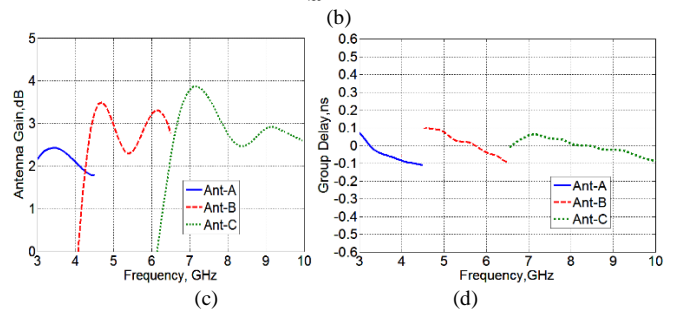 (b)
5
4
3
2
1
0
Antenna Gain,dB
Ant-A
Ant-B
Ant-C
3 4 5 6 7 8 9 10
Frequency, GHz
(c)
0.6
0.5
0.4
0.3
0.2
0.1
0
-0.1
-0.2
-0.3
-0.4
-0.5
-0.6
Group Delay,ns
Ant-A
Ant-B
Ant-C
3 4 5 6 7 8 9 10
Frequency,GHz
(d)